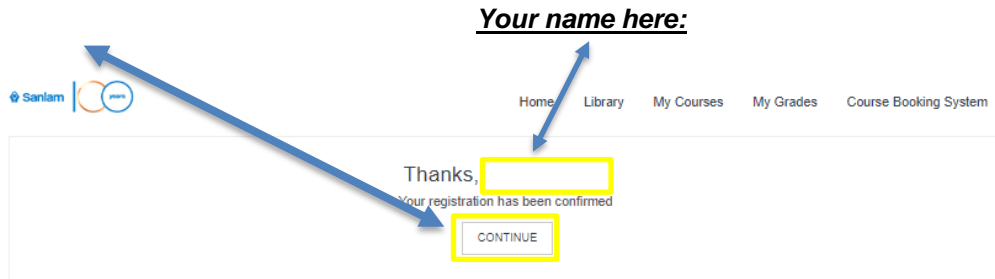 Your name here:
Sanlam years
Home Library My Courses My Grades Course Booking System
Thanks,
Your registration has been confirmed
CONTINUE